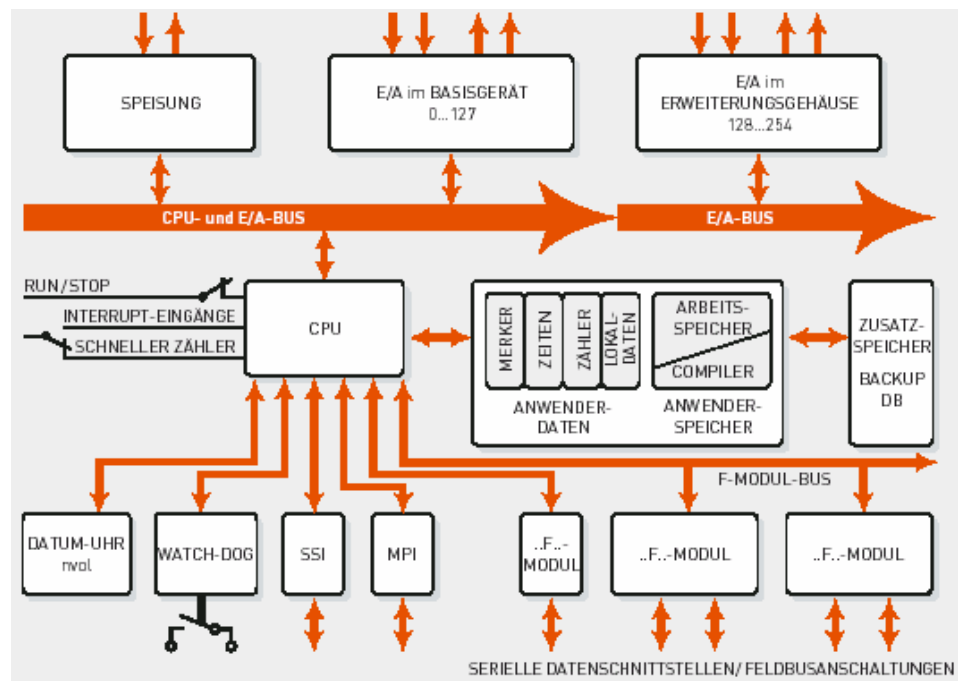 SPEISUNG
E/A im BASISGERÄT
0...127
E/A im
ERWEITERUNGSGEHÄUSE
128...254
CPU- und E/A-BUS
E/A-BUS
RUN/STOP
INTERRUPT-EINGÄNGE
SCHNELLER ZÄHLER
CPU
MERKER
ZEITEN
ZÄHLER
LOKAL-
DATEN
ARBEITS-
SPEICHER
COMPILER
ANWENDER-
DATEN
ANWENDER-
SPEICHER
ZUSATZ-
SPEICHER
BACKUP
DB
F-MODUL-BUS
DATUM-UHR
nvol
WATCH-DOG
SSI
MPI
..F..-
MODUL
..F..-MODUL
..F..-MODUL
SERIELLE DATENSCHNITTSTELLEN/ FELDBUSANSCHALTUNGEN